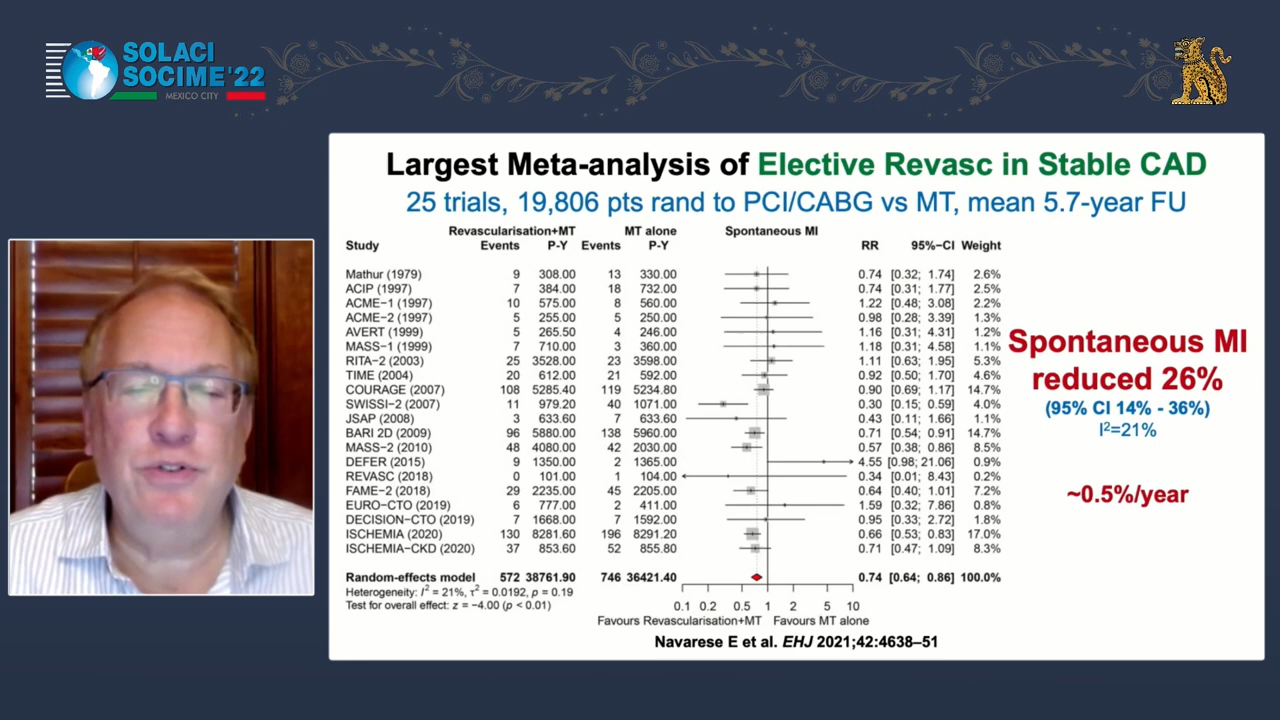 SOLACI
SOCIME'22
MEXICO CITY
Largest Meta-analysis of Elective Revasc in Stable CAD
25 trials, 19,806 pts rand to PCI/CABG vs MT, mean 5.7-year FU
Revascularisation+MT MT alone Spontaneous MI
Study Events P-Y Events P-Y RR 95%-CI Weight
Mathur (1979) 9 308.00 13 330.00 0.74 [0.32; 1.74] 2.6%
ACIP (1997) 7 384.00 18 732.00 0.74 [0.31; 1.77] 2.5%
ACME-1 (1997) 10 575.00 8 560.00 1.22 [0.48; 3.08] 2.2%
ACME-2 (1997) 5 255.00 5 250.00 0.98 [0.28; 3.39] 1.3%
AVERT (1999) 5 265.50 4 246.00 1.16 [0.31; 4.31] 1.2%
MASS-1 (1999) 7 710.00 3 360.00 1.18 [0.31; 4.58] 1.1%
RITA-2 (2003) 25 3528.00 23 3598.00 1.11 [0.63; 1.95] 5.3%
TIME (2004) 20 612.00 21 592.00 0.92 [0.50; 1.70] 4.6%
COURAGE (2007) 108 5285.40 119 5234.80 0.90 [0.69; 1.17] 14.7%
SWISSI-2 (2007) 11 979.20 40 1071.00 0.30 [0.15; 0.59] 4.0%
JSAP (2008) 3 633.60 7 633.60 0.43 [0.11; 1.66] 1.1%
BARI 2D (2009) 96 5880.00 138 5960.00 0.71 [0.54; 0.91] 14.7%
MASS-2 (2010) 48 4080.00 42 2030.00 0.57 [0.38; 0.86] 8.5%
DEFER (2015) 9 1350.00 2 1365.00 4.55 [0.98; 21.06] 0.9%
REVASC (2018) 0 101.00 1 104.00 0.34 [0.01; 8.43] 0.2%
FAME-2 (2018) 29 2235.00 45 2205.00 0.64 [0.40; 1.01] 7.2%
EURO-CTO (2019) 6 777.00 2 411.00 1.59 [0.32; 7.86] 0.8%
DECISION-CTO (2019) 7 1668.00 7 1592.00 0.95 [0.33; 2.72] 1.8%
ISCHEMIA (2020) 130 8281.60 196 8291.20 0.66 [0.53; 0.83] 17.0%
ISCHEMIA-CKD (2020) 37 853.60 52 855.80 0.71 [0.47; 1.09] 8.3%
Random-effects model 572 38761.90 746 36421.40 0.74 [0.64; 0.86] 100.0%
Heterogeneity: I² = 21%, τ² = 0.0192, p = 0.19
Test for overall effect: z = −4.00 (p < 0.01)
0.1 0.2 0.5 1 2 5 10
Favours Revascularisation+MT Favours MT alone
Navarese E et al. EHJ 2021;42:4638–51
Spontaneous MI
reduced 26%
(95% CI 14% - 36%)
I²=21%
~0.5%/year